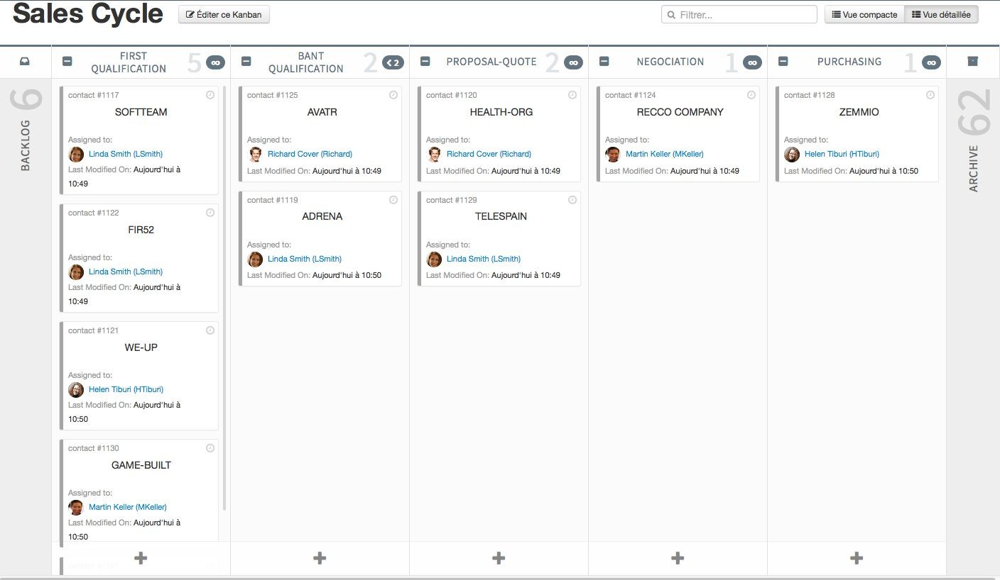 Sales Cycle
Éditer ce Kanban
Filtrer...
Vue compacte
Vue détaillée
FIRST
QUALIFICATION
5
∞
BANT
QUALIFICATION
2
2
PROPOSAL-QUOTE
2
∞
NEGOCIATION
1
∞
PURCHASING
1
∞
6
BACKLOG
contact #1117
SOFTTEAM
Assigned to:
Linda Smith (LSmith)
Last Modified On: Aujourd'hui à
10:49
contact #1122
FIR52
Assigned to:
Linda Smith (LSmith)
Last Modified On: Aujourd'hui à
10:49
contact #1121
WE-UP
Assigned to:
Helen Tiburi (HTiburi)
Last Modified On: Aujourd'hui à
10:50
contact #1130
GAME-BUILT
Assigned to:
Martin Keller (MKeller)
Last Modified On: Aujourd'hui à
10:50
contact #1125
AVATR
Assigned to:
Richard Cover (Richard)
Last Modified On: Aujourd'hui à 10:49
contact #1119
ADRENA
Assigned to:
Linda Smith (LSmith)
Last Modified On: Aujourd'hui à 10:50
contact #1120
HEALTH-ORG
Assigned to:
Richard Cover (Richard)
Last Modified On: Aujourd'hui à 10:49
contact #1129
TELESPAIN
Assigned to:
Linda Smith (LSmith)
Last Modified On: Aujourd'hui à 10:49
contact #1124
RECCO COMPANY
Assigned to:
Martin Keller (MKeller)
Last Modified On: Aujourd'hui à 10:49
contact #1128
ZEMMIO
Assigned to:
Helen Tiburi (HTiburi)
Last Modified On: Aujourd'hui à 10:50
62
ARCHIVE